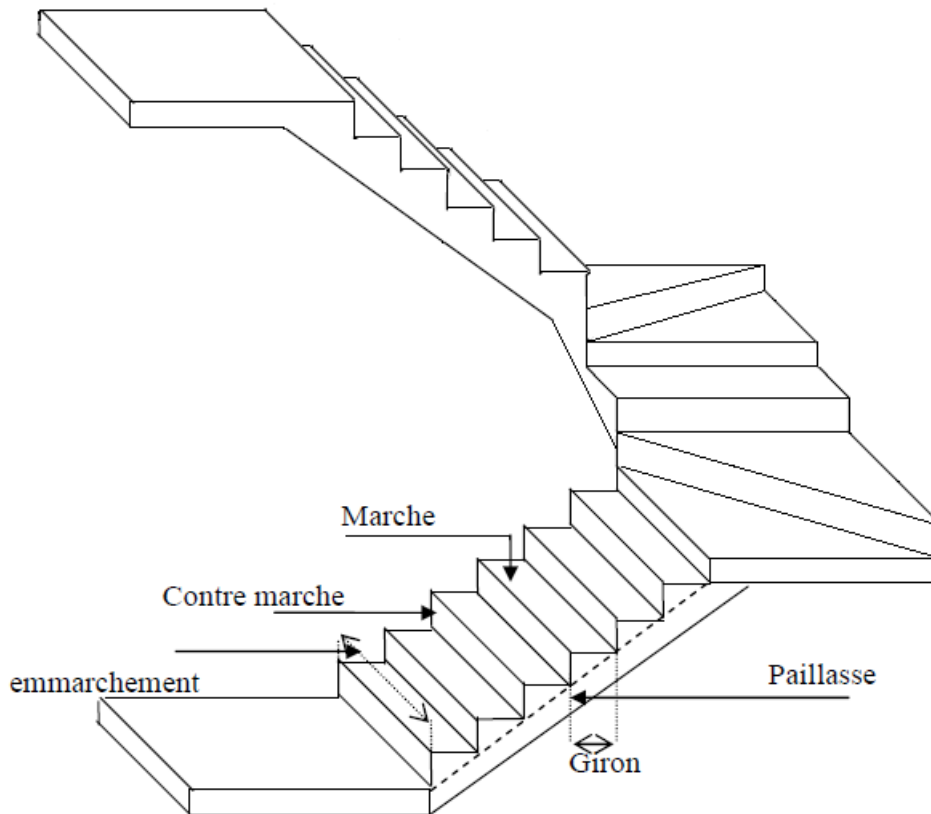 Marche
Contre marche
emmarchement
Paillasse
Giron